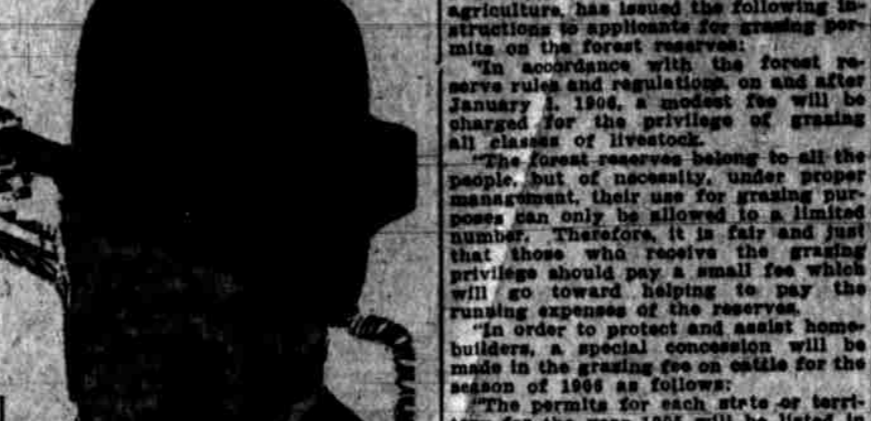 agriculture, has issued the following in-
structions to applicants for grazing per-
mits on the forest reserves:
"In accordance with the forest re-
serve rules and regulations, on and after
January 1, 1906, a modest fee will be
charged for the privilege of grazing
all classes of livestock.
"The forest reserves belong to all the
people, but of necessity, under proper
management, their use for grazing pur-
poses can only be allowed to a limited
number. Therefore, it is fair and just
that those who receive the grazing
privilege should pay a small fee which
will go toward helping to pay the
running expenses of the reserves.
"In order to protect and assist home-
builders, a special concession will be
made in the grazing fee on cattle for the
season of 1906 as follows:
"The permits for each state or terri-